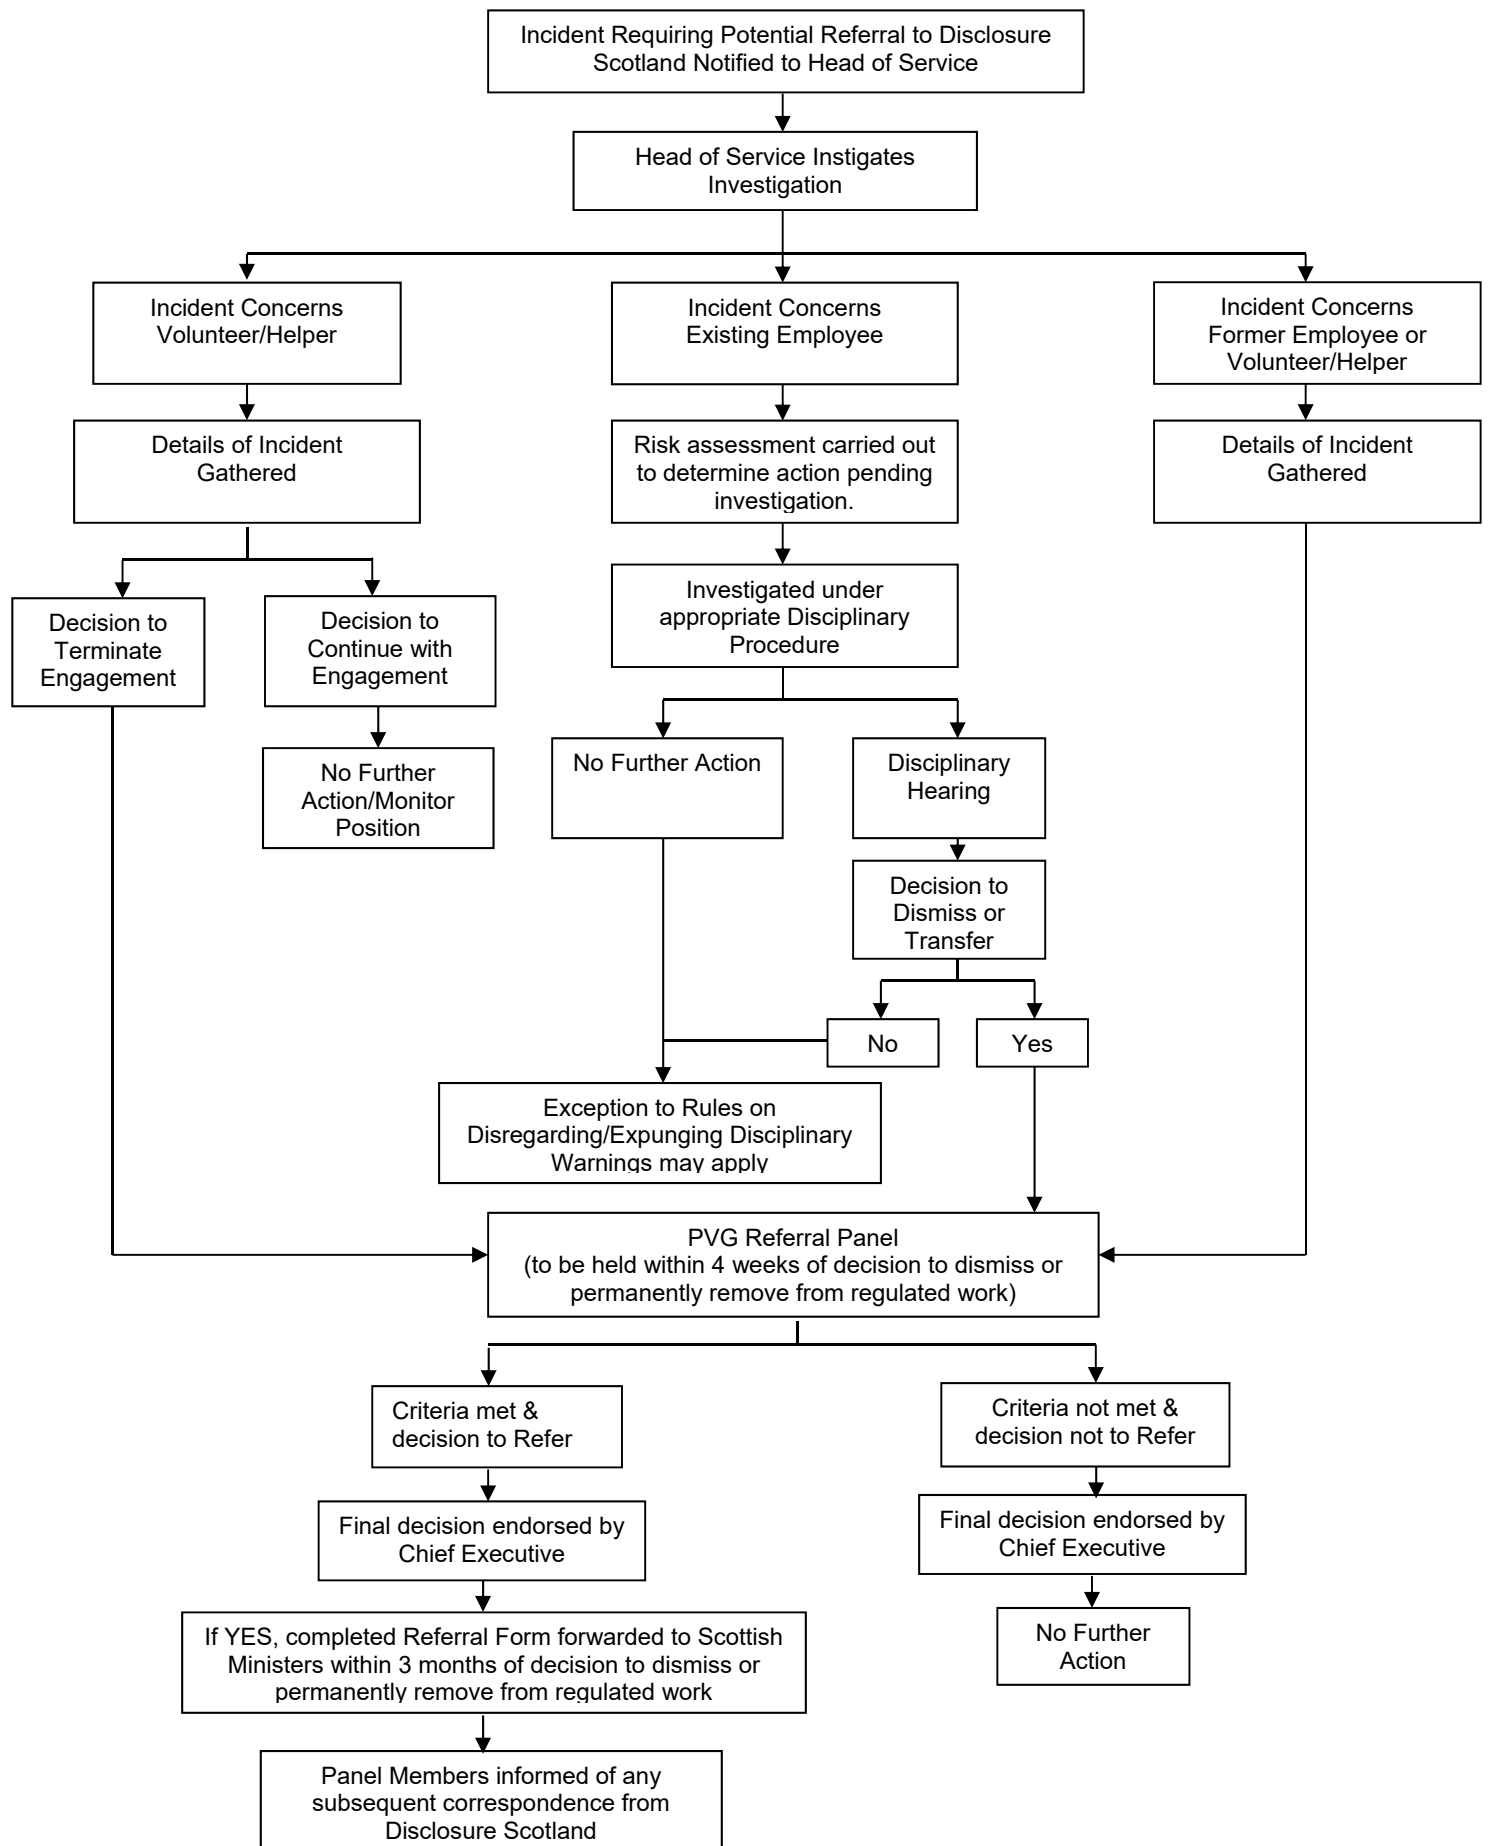 Incident Requiring Potential Referral to Disclosure
Scotland Notified to Head of Service
Head of Service Instigates
Investigation
Incident Concerns
Volunteer/Helper
Incident Concerns
Existing Employee
Incident Concerns
Former Employee or
Volunteer/Helper
Details of Incident
Gathered
Risk assessment carried out
to determine action pending
investigation.
Details of Incident
Gathered
Decision to
Terminate
Engagement
Decision to
Continue with
Engagement
Investigated under
appropriate Disciplinary
Procedure
No Further
Action/Monitor
Position
No Further Action
Disciplinary
Hearing
Decision to
Dismiss or
Transfer
No
Yes
Exception to Rules on
Disregarding/Expunging Disciplinary
Warnings may apply
PVG Referral Panel
(to be held within 4 weeks of decision to dismiss or
permanently remove from regulated work)
Criteria met &
decision to Refer
Criteria not met &
decision not to Refer
Final decision endorsed by
Chief Executive
Final decision endorsed by
Chief Executive
If YES, completed Referral Form forwarded to Scottish
Ministers within 3 months of decision to dismiss or
permanently remove from regulated work
No Further
Action
Panel Members informed of any
subsequent correspondence from
Disclosure Scotland